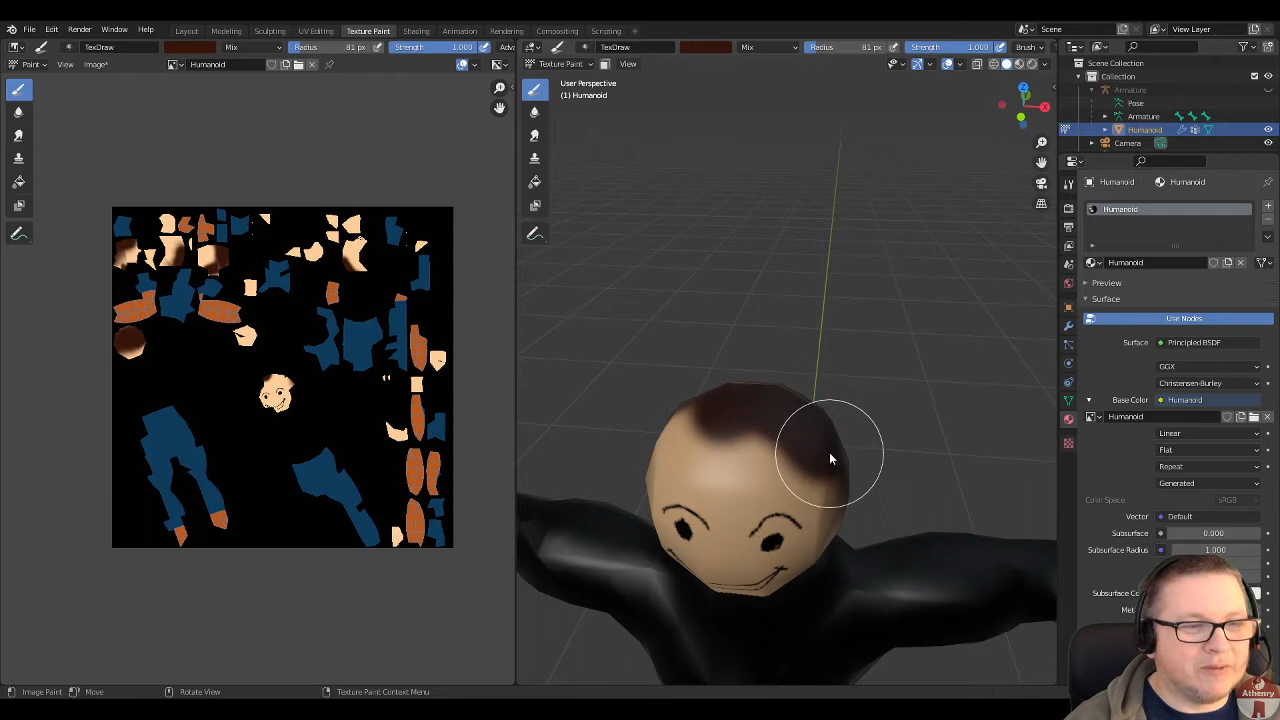 File Edit Render Window Help Layout Modeling Sculpting UV Editing Texture Paint Shading Animation Rendering Compositing Scene View Layer
TexDraw Mix Radius 81 px Strength 1.000 Adv TexDraw Mix Radius 81 px Strength 1.000 Brush
Paint View Image* Humanoid Texture Paint View
Scene Collection
Collection
Armature
Pose
Armature
Humanoid
Camera
User Perspective
(1) Humanoid
X
Z
Humanoid Humanoid
Humanoid
Humanoid
Preview
Surface
Use Nodes
Surface Principled BSDF
GGX
Christensen-Burley
Base Color Humanoid
Humanoid
Linear
Flat
Repeat
Generated
Color Space sRGB
Vector Default
Subsurface 0.000
Subsurface Radius 1.000
Subsurface Co
Met
Image Paint Move Rotate View Texture Paint Context Menu
Athenry